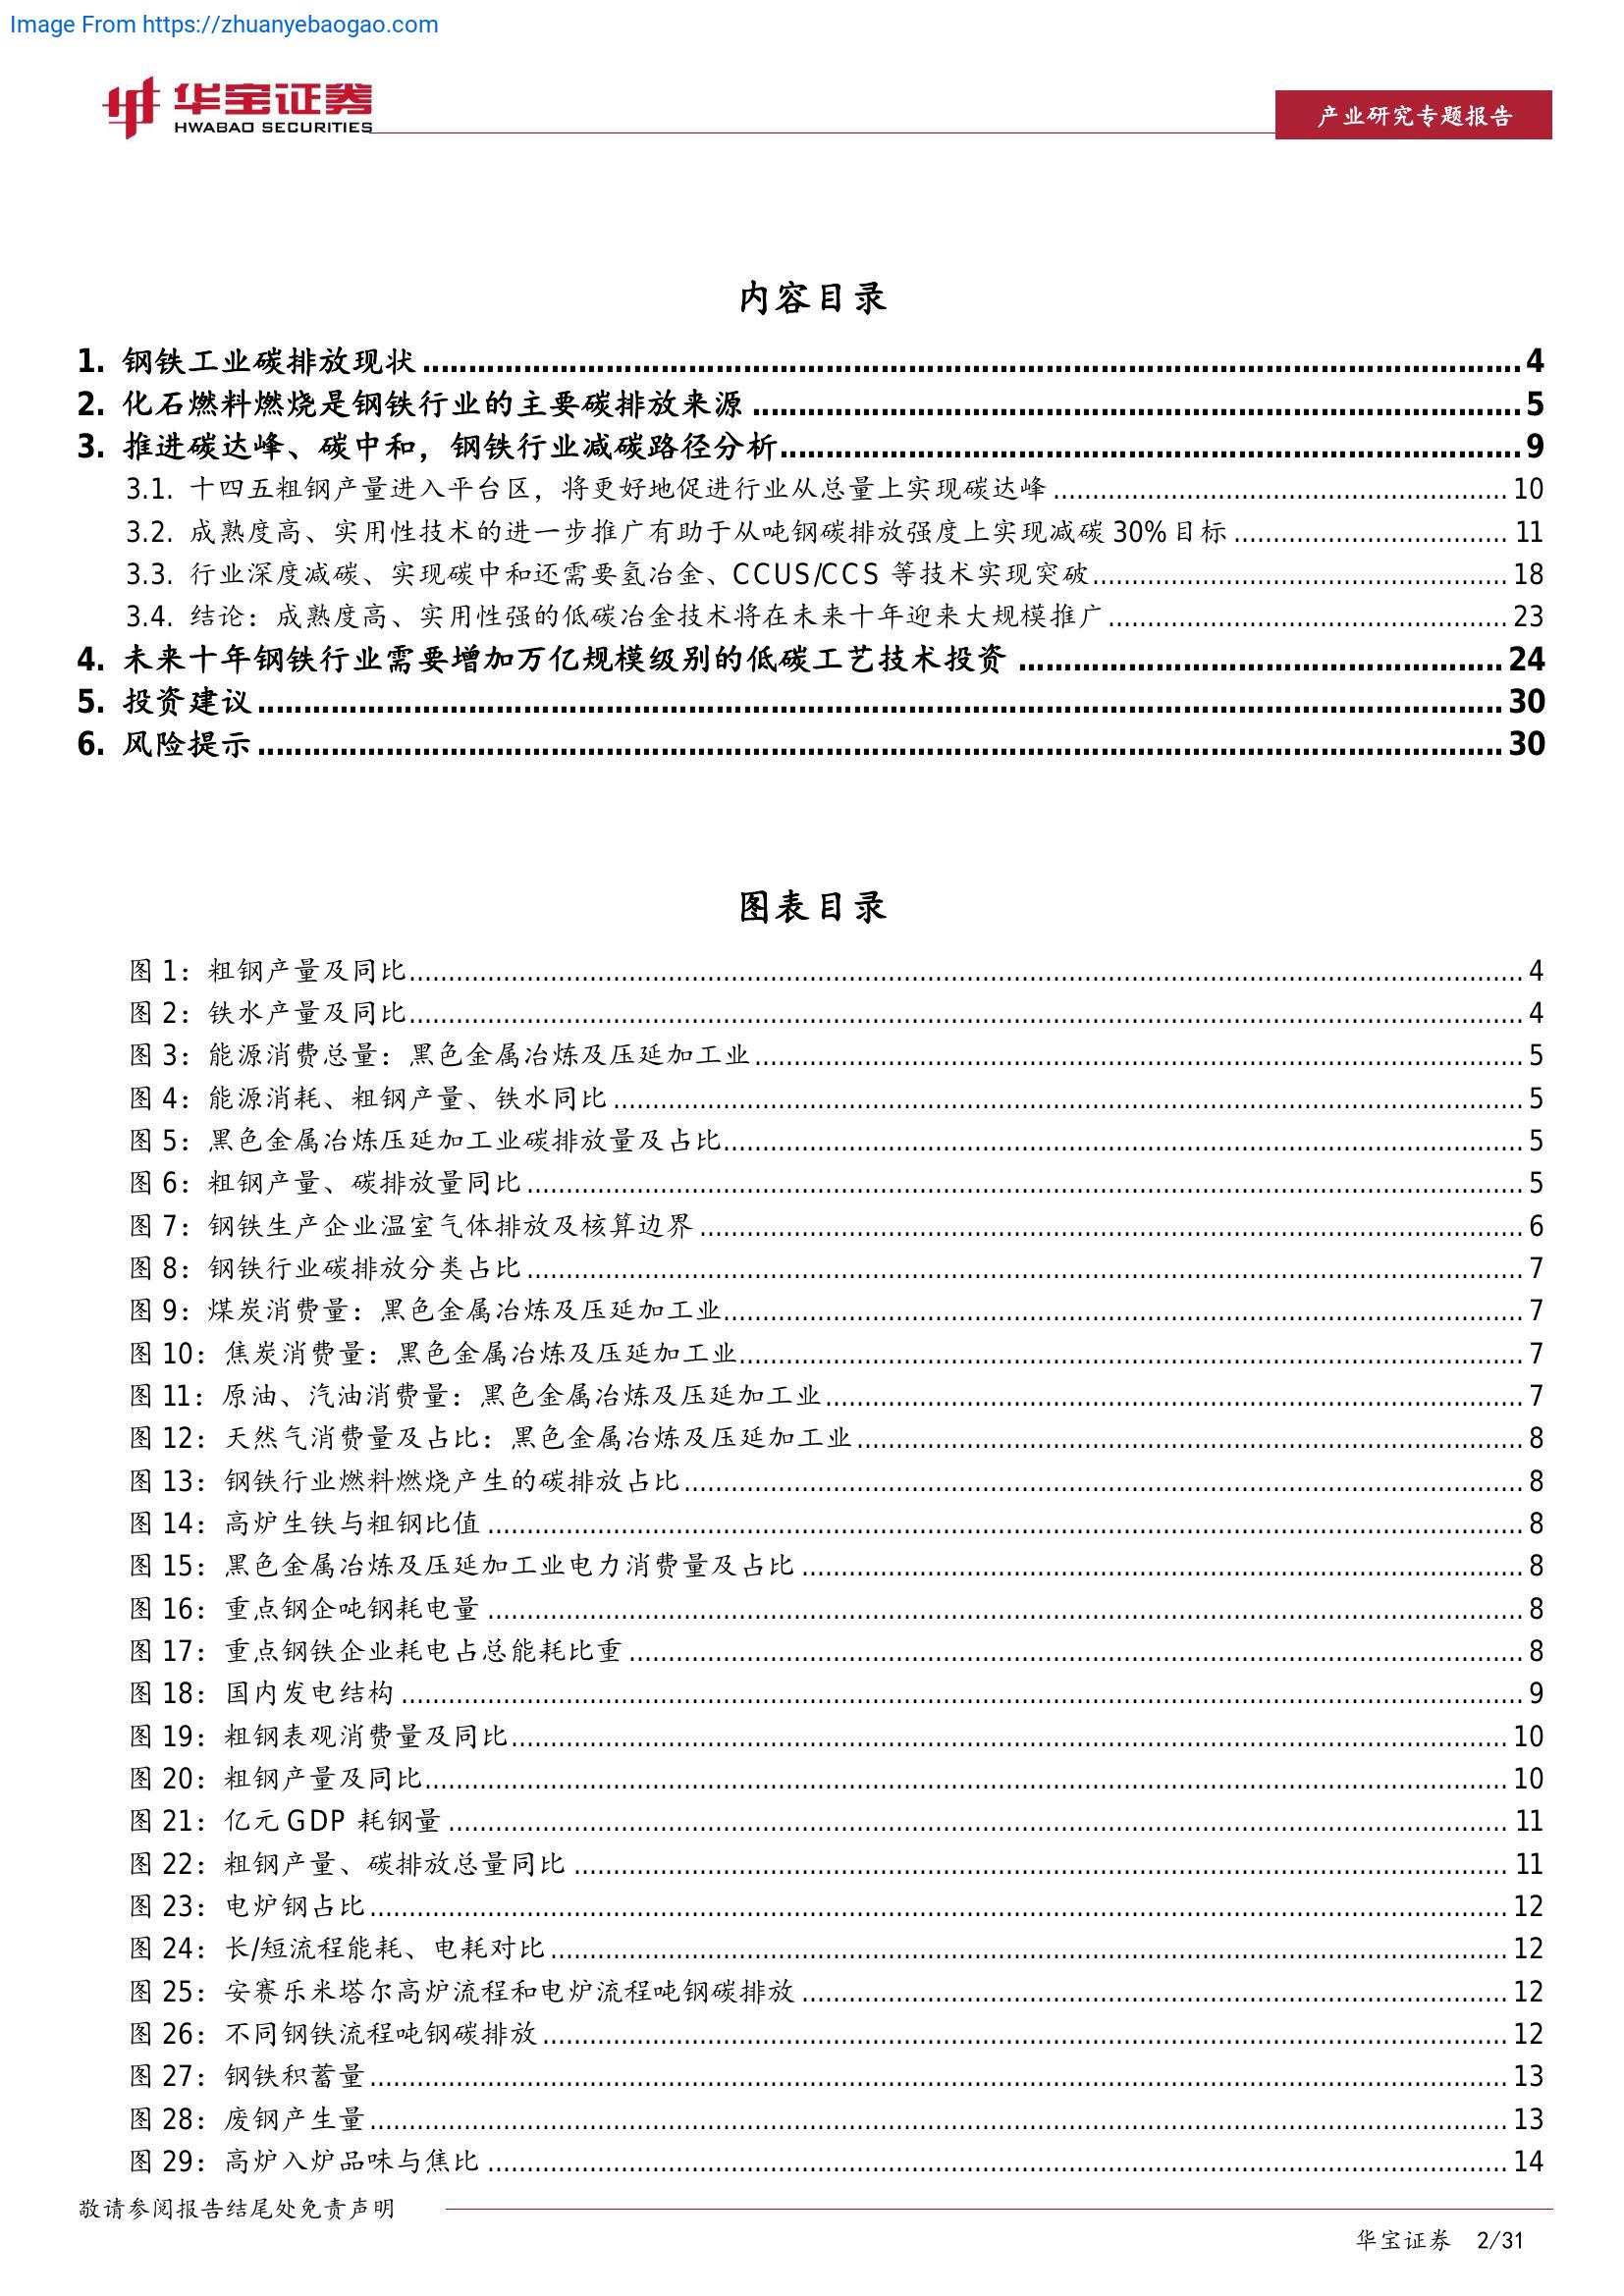 Image From https://zhuanyebaogao.com
华宝证券
HWABAO SECURITIES
产业研究专题报告
内容目录
1. 钢铁工业碳排放现状 4
2. 化石燃料燃烧是钢铁行业的主要碳排放来源 5
3. 推进碳达峰、碳中和，钢铁行业减碳路径分析 9
3.1. 十四五粗钢产量进入平台区，将更好地促进行业从总量上实现碳达峰 10
3.2. 成熟度高、实用性技术的进一步推广有助于从吨钢碳排放强度上实现减碳 30%目标 11
3.3. 行业深度减碳、实现碳中和还需要氢冶金、CCUS/CCS 等技术实现突破 18
3.4. 结论：成熟度高、实用性强的低碳冶金技术将在未来十年迎来大规模推广 23
4. 未来十年钢铁行业需要增加万亿规模级别的低碳工艺技术投资 24
5. 投资建议 30
6. 风险提示 30
图表目录
图 1：粗钢产量及同比 4
图 2：铁水产量及同比 4
图 3：能源消费总量：黑色金属冶炼及压延加工业 5
图 4：能源消耗、粗钢产量、铁水同比 5
图 5：黑色金属冶炼压延加工业碳排放量及占比 5
图 6：粗钢产量、碳排放量同比 5
图 7：钢铁生产企业温室气体排放及核算边界 6
图 8：钢铁行业碳排放分类占比 7
图 9：煤炭消费量：黑色金属冶炼及压延加工业 7
图 10：焦炭消费量：黑色金属冶炼及压延加工业 7
图 11：原油、汽油消费量：黑色金属冶炼及压延加工业 7
图 12：天然气消费量及占比：黑色金属冶炼及压延加工业 8
图 13：钢铁行业燃料燃烧产生的碳排放占比 8
图 14：高炉生铁与粗钢比值 8
图 15：黑色金属冶炼及压延加工业电力消费量及占比 8
图 16：重点钢企吨钢耗电量 8
图 17：重点钢铁企业耗电占总能耗比重 8
图 18：国内发电结构 9
图 19：粗钢表观消费量及同比 10
图 20：粗钢产量及同比 10
图 21：亿元 GDP 耗钢量 11
图 22：粗钢产量、碳排放总量同比 11
图 23：电炉钢占比 12
图 24：长/短流程能耗、电耗对比 12
图 25：安赛乐米塔尔高炉流程和电炉流程吨钢碳排放 12
图 26：不同钢铁流程吨钢碳排放 12
图 27：钢铁积蓄量 13
图 28：废钢产生量 13
图 29：高炉入炉品味与焦比 14
敬请参阅报告结尾处免责声明
华宝证券 2/31